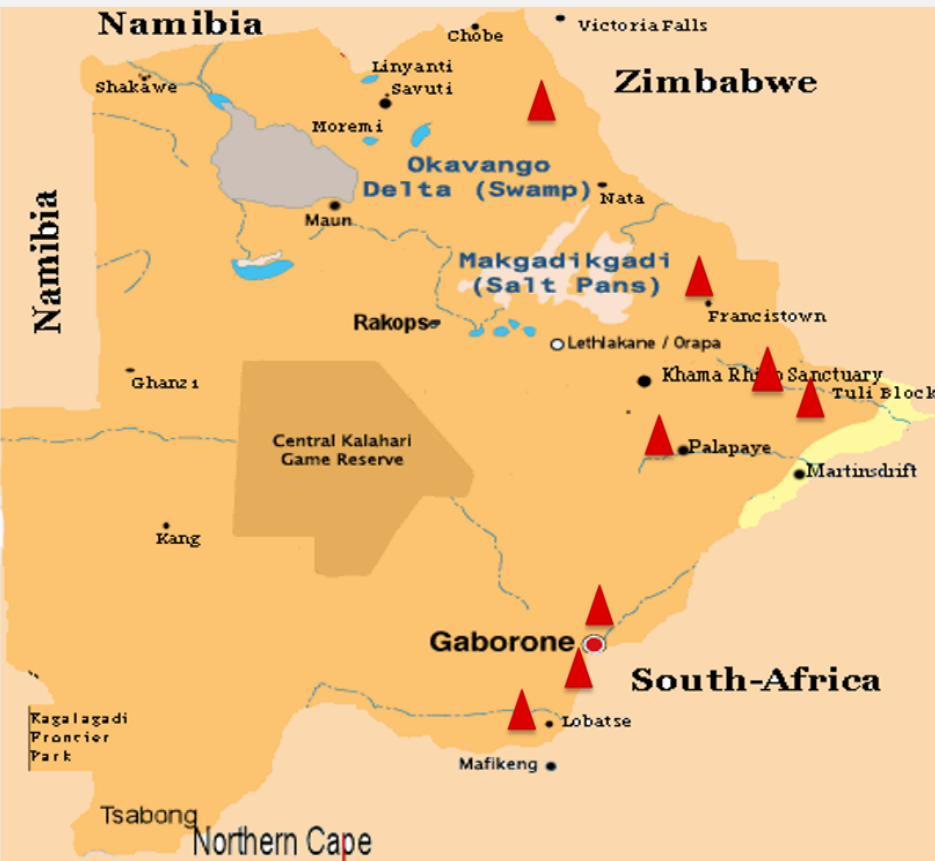 Namibia
Victoria Falls
Chobe
Linyanti
Zimbabwe
Shakawe
Savuti
Moremi
Okavango
Delta (Swamp)
Nata
Namibia
Maun
Makgadikgadi
(Salt Pans)
Francistown
Rakops
Lethlakane / Orapa
Khama Rhino Sanctuary
Ghanzi
Tuli Block
Central Kalahari
Game Reserve
Palapaye
Martinsdrift
Kang
Gaborone
South-Africa
Kagalagadi
Frontier
Park
Lobatse
Mafikeng
Tsabong
Northern Cape